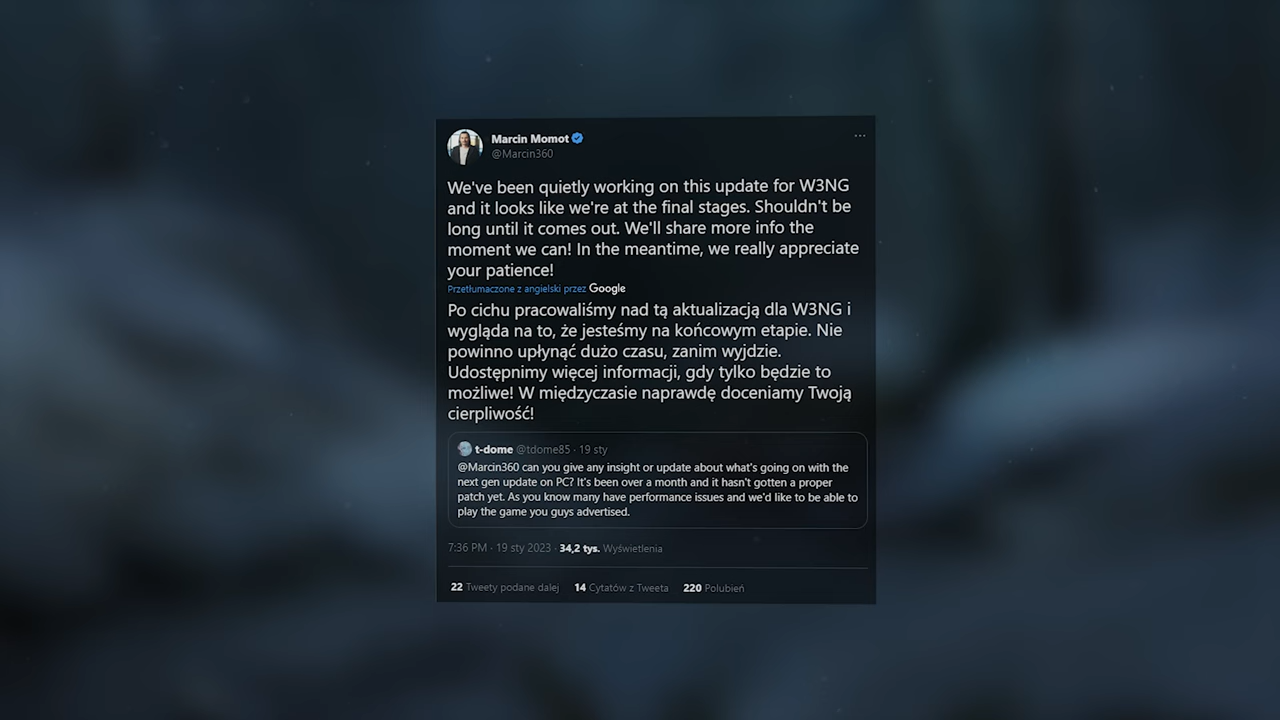 Marcin Momot
@Marcin360
We've been quietly working on this update for W3NG
and it looks like we're at the final stages. Shouldn't be
long until it comes out. We'll share more info the
moment we can! In the meantime, we really appreciate
your patience!
Przetłumaczone z angielski przez Google
Po cichu pracowaliśmy nad tą aktualizacją dla W3NG i
wygląda na to, że jesteśmy na końcowym etapie. Nie
powinno upłynąć dużo czasu, zanim wyjdzie.
Udostępnimy więcej informacji, gdy tylko będzie to
możliwe! W międzyczasie naprawdę doceniamy Twoją
cierpliwość!
t-dome @tdome85 · 19 sty
@Marcin360 can you give any insight or update about what's going on with the
next gen update on PC? It's been over a month and it hasn't gotten a proper
patch yet. As you know many have performance issues and we'd like to be able to
play the game you guys advertised.
7:36 PM · 19 sty 2023 · 34,2 tys. Wyświetlenia
22 Tweety podane dalej 14 Cytatów z Tweeta 220 Polubień